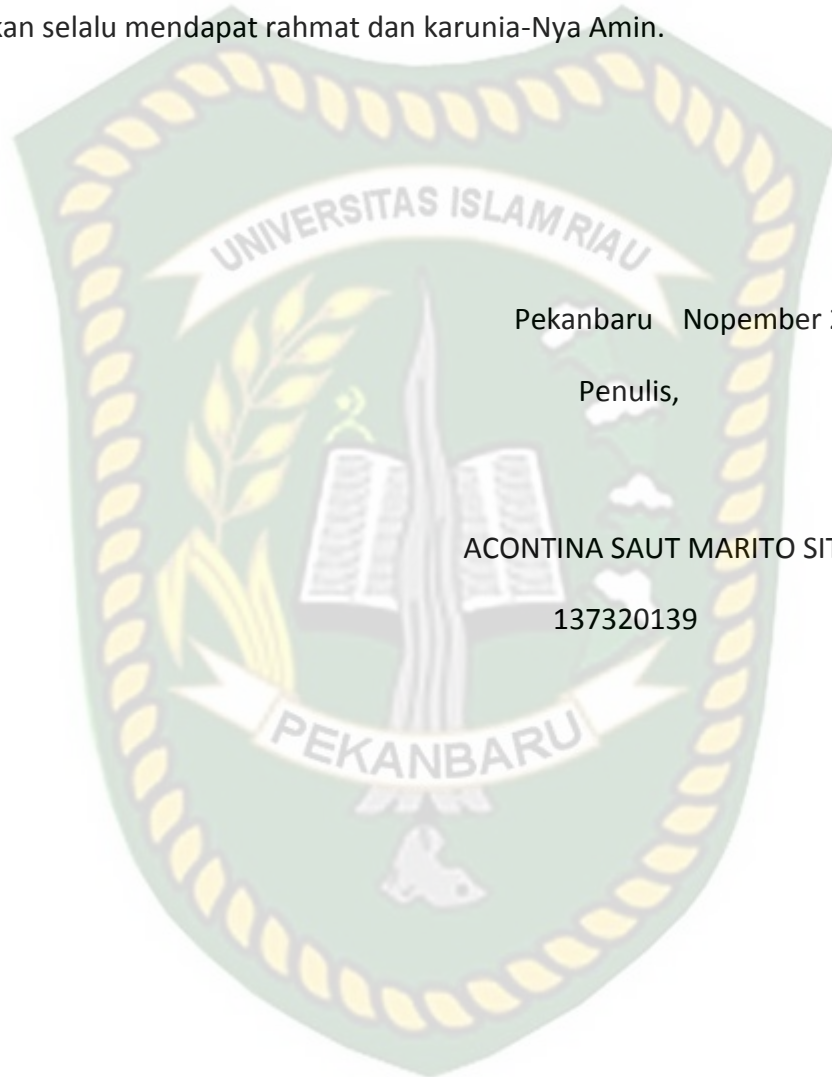 kan selalu mendapat rahmat dan karunia-Nya Amin.
UNIVERSITAS ISLAM RIAU
Pekanbaru Nopember
Penulis,
ACONTINA SAUT MARITO
137320139
PEKANBARU